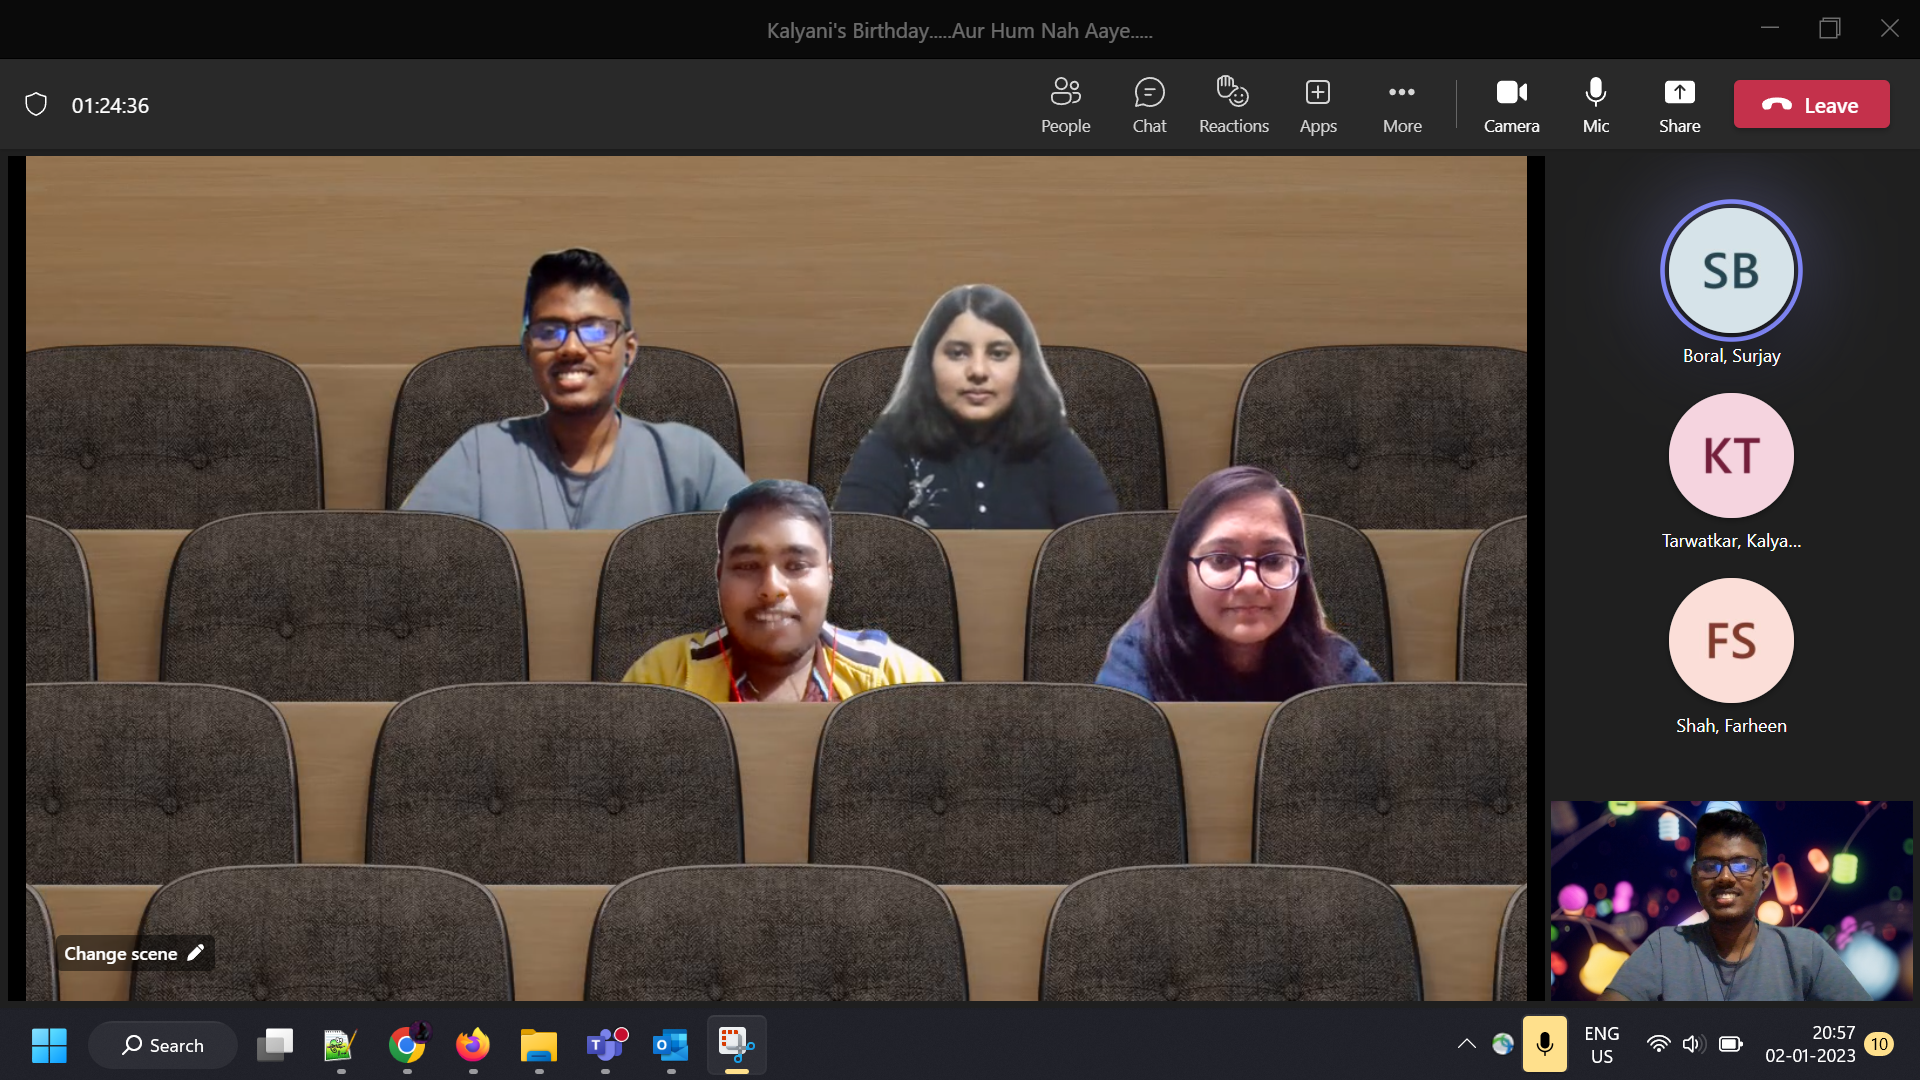 Kalyani's Birthday.....Aur Hum Nah Aaye.....
01:24:36
People
Chat
Reactions
Apps
More
Camera
Mic
Share
Leave
SB
Boral, Surjay
KT
Tarwatkar, Kalya...
FS
Shah, Farheen
Change scene
Search
T
O
ENG
US
20:57
02-01-2023
10